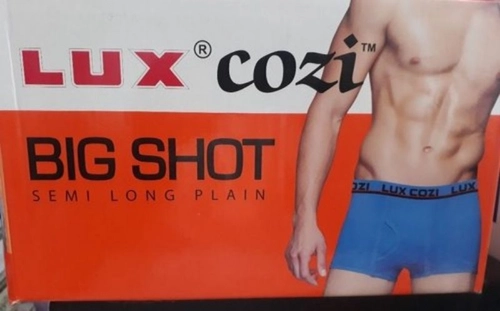 LUX® cozi™
BIG SHOT
SEMI LONG PLAIN
OZI LUX COZI LUX